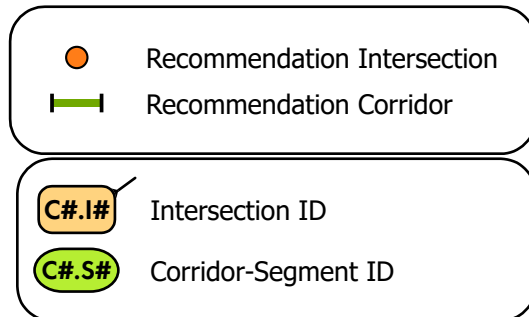 Recommendation Intersection
Recommendation Corridor
C#.I# Intersection ID
C#.S# Corridor-Segment ID